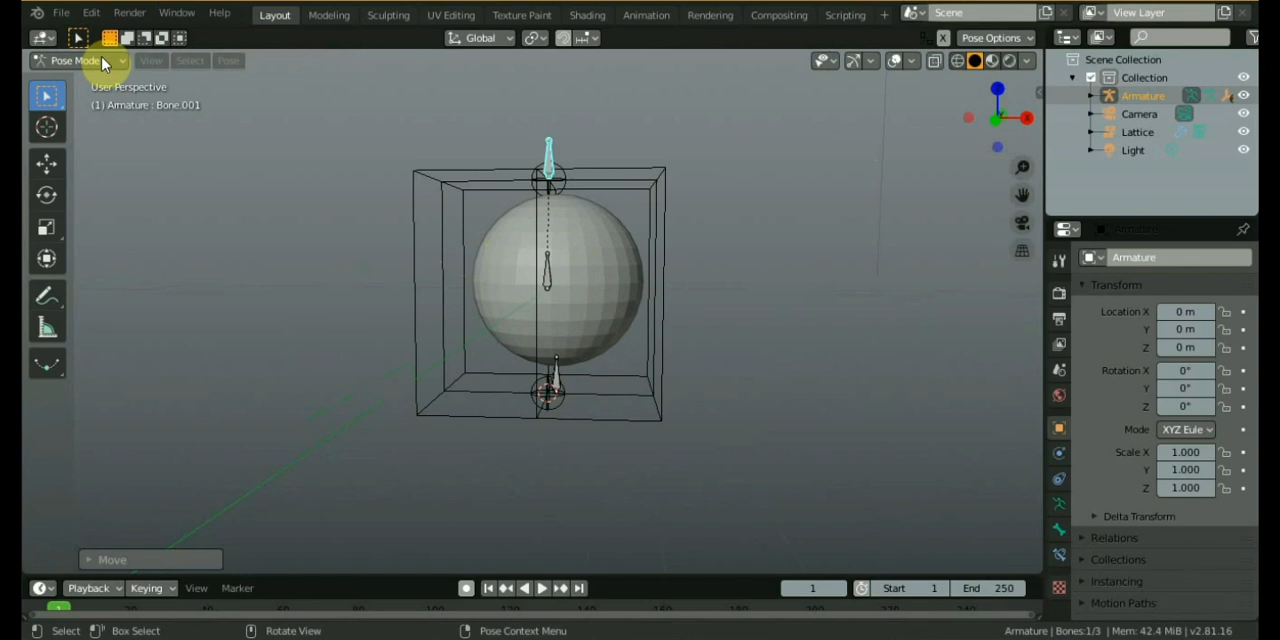 File Edit Render Window Help Layout Modeling Sculpting UV Editing Texture Paint Shading Animation Rendering Compositing Scripting + Scene View Layer
Global X Pose Options
Pose Mode View Select Pose
User Perspective
(1) Armature : Bone.001
Z
X
Scene Collection
Collection
Armature
Camera
Lattice
Light
Armature
Armature
Transform
Location X 0 m
Y 0 m
Z 0 m
Rotation X 0°
Y 0°
Z 0°
Mode XYZ Eule
Scale X 1.000
Y 1.000
Z 1.000
Delta Transform
Relations
Collections
Instancing
Motion Paths
Move
Playback Keying View Marker 1 Start 1 End 250
1
Select Box Select Rotate View Pose Context Menu Armature | Bones:1/3 | Mem: 42.4 MiB | v2.81.16